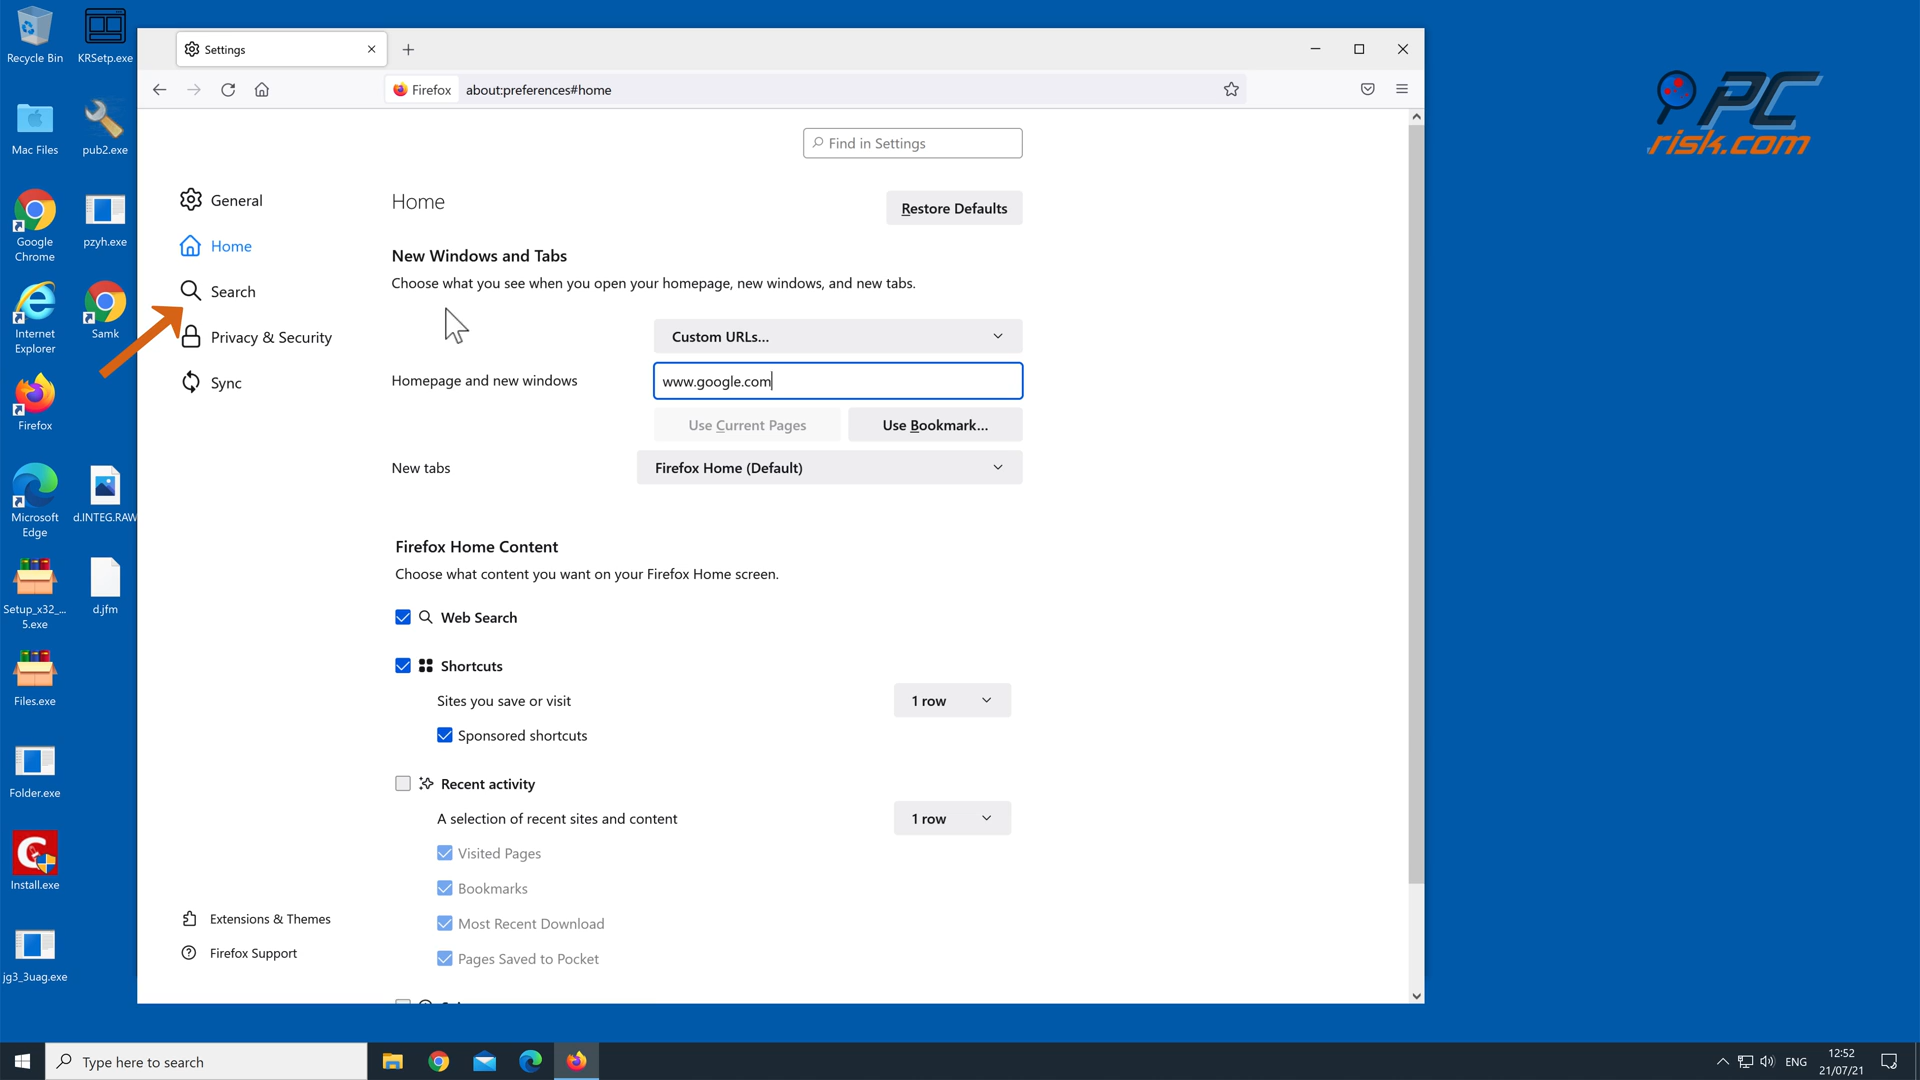 Recycle Bin
KRSetp.exe
Mac Files
pub2.exe
Google
Chrome
pzyh.exe
Internet
Explorer
Samk
Firefox
Microsoft
Edge
d.INTEG.RAW
Setup_x32_...
5.exe
d.jfm
Files.exe
Folder.exe
Install.exe
jg3_3uag.exe
Settings
Firefox
about:preferences#home
Find in Settings
General
Home
Search
Privacy & Security
Sync
Extensions & Themes
Firefox Support
Home
Restore Defaults
New Windows and Tabs
Choose what you see when you open your homepage, new windows, and new tabs.
Custom URLs...
Homepage and new windows
www.google.com
Use Current Pages
Use Bookmark...
New tabs
Firefox Home (Default)
Firefox Home Content
Choose what content you want on your Firefox Home screen.
Web Search
Shortcuts
Sites you save or visit
1 row
Sponsored shortcuts
Recent activity
A selection of recent sites and content
1 row
Visited Pages
Bookmarks
Most Recent Download
Pages Saved to Pocket
PC
risk.com
Type here to search
ENG
12:52
21/07/21